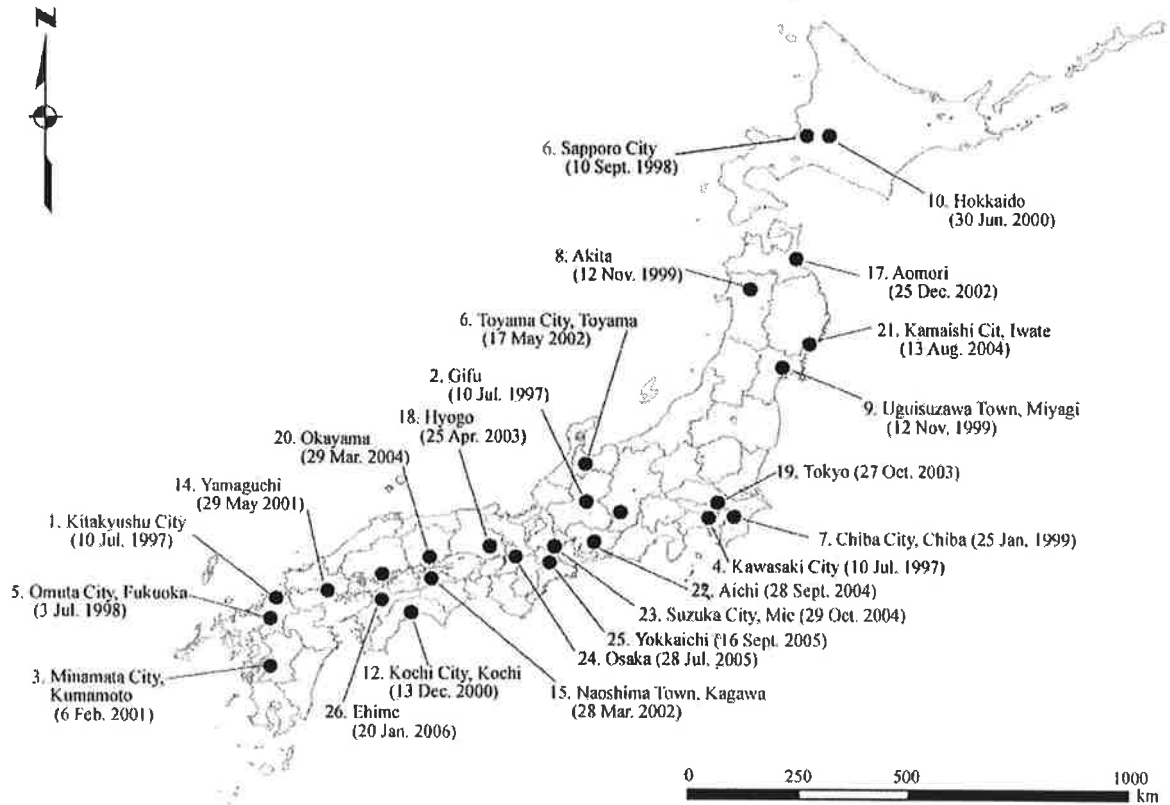 N
6. Sapporo City
(10 Sept. 1998)
10. Hokkaido
(30 Jun. 2000)
8. Akita
(12 Nov. 1999)
17. Aomori
(25 Dec. 2002)
6. Toyama City, Toyama
(17 May 2002)
21. Kamaishi Cit, Iwate
(13 Aug. 2004)
2. Gifu
(10 Jul. 1997)
9. Uguisuzawa Town, Miyagi
(12 Nov. 1999)
18. Hyogo
(25 Apr. 2003)
20. Okayama
(29 Mar. 2004)
19. Tokyo (27 Oct. 2003)
14. Yamaguchi
(29 May 2001)
1. Kitakyushu City
(10 Jul. 1997)
7. Chiba City, Chiba (25 Jan. 1999)
4. Kawasaki City (10 Jul. 1997)
5. Omuta City, Fukuoka
(3 Jul. 1998)
22. Aichi (28 Sept. 2004)
23. Suzuka City, Mie (29 Oct. 2004)
25. Yokkaichi (16 Sept. 2005)
24. Osaka (28 Jul. 2005)
3. Minamata City,
Kumamoto
(6 Feb. 2001)
12. Kochi City, Kochi
(13 Dec. 2000)
15. Naoshima Town, Kagawa
(28 Mar. 2002)
26. Ehime
(20 Jan. 2006)
0 250 500 1000
km